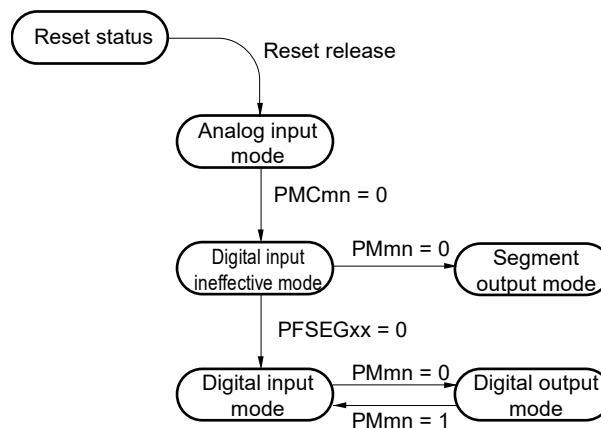 Reset status
Reset release
Analog input
mode
PMCmn = 0
Digital input
ineffective mode
PMmn = 0
Segment
output mode
PFSEGxx = 0
Digital input
mode
PMmn = 0
PMmn = 1
Digital output
mode